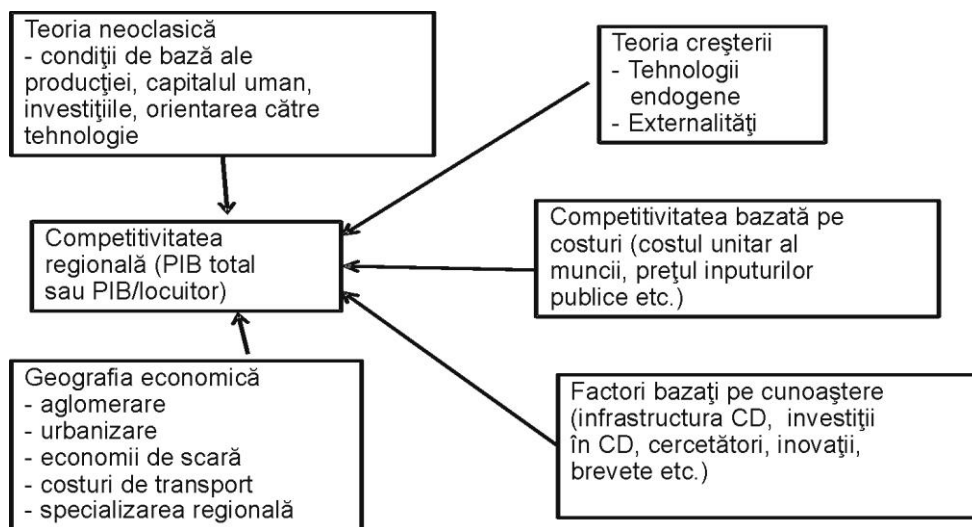 Teoria neoclasică
- condiţii de bază ale
producţiei, capitalul uman,
investiţiile, orientarea către
tehnologie
Teoria creşterii
- Tehnologii
endogene
- Externalităţi
Competitivitatea
regională (PIB total
sau PIB/locuitor)
Competitivitatea bazată pe
costuri (costul unitar al
muncii, preţul inputurilor
publice etc.)
Geografia economică
- aglomerare
- urbanizare
- economii de scară
- costuri de transport
- specializarea regională
Factori bazaţi pe cunoaştere
(infrastructura CD, investiţii
în CD, cercetători, inovaţii,
brevete etc.)